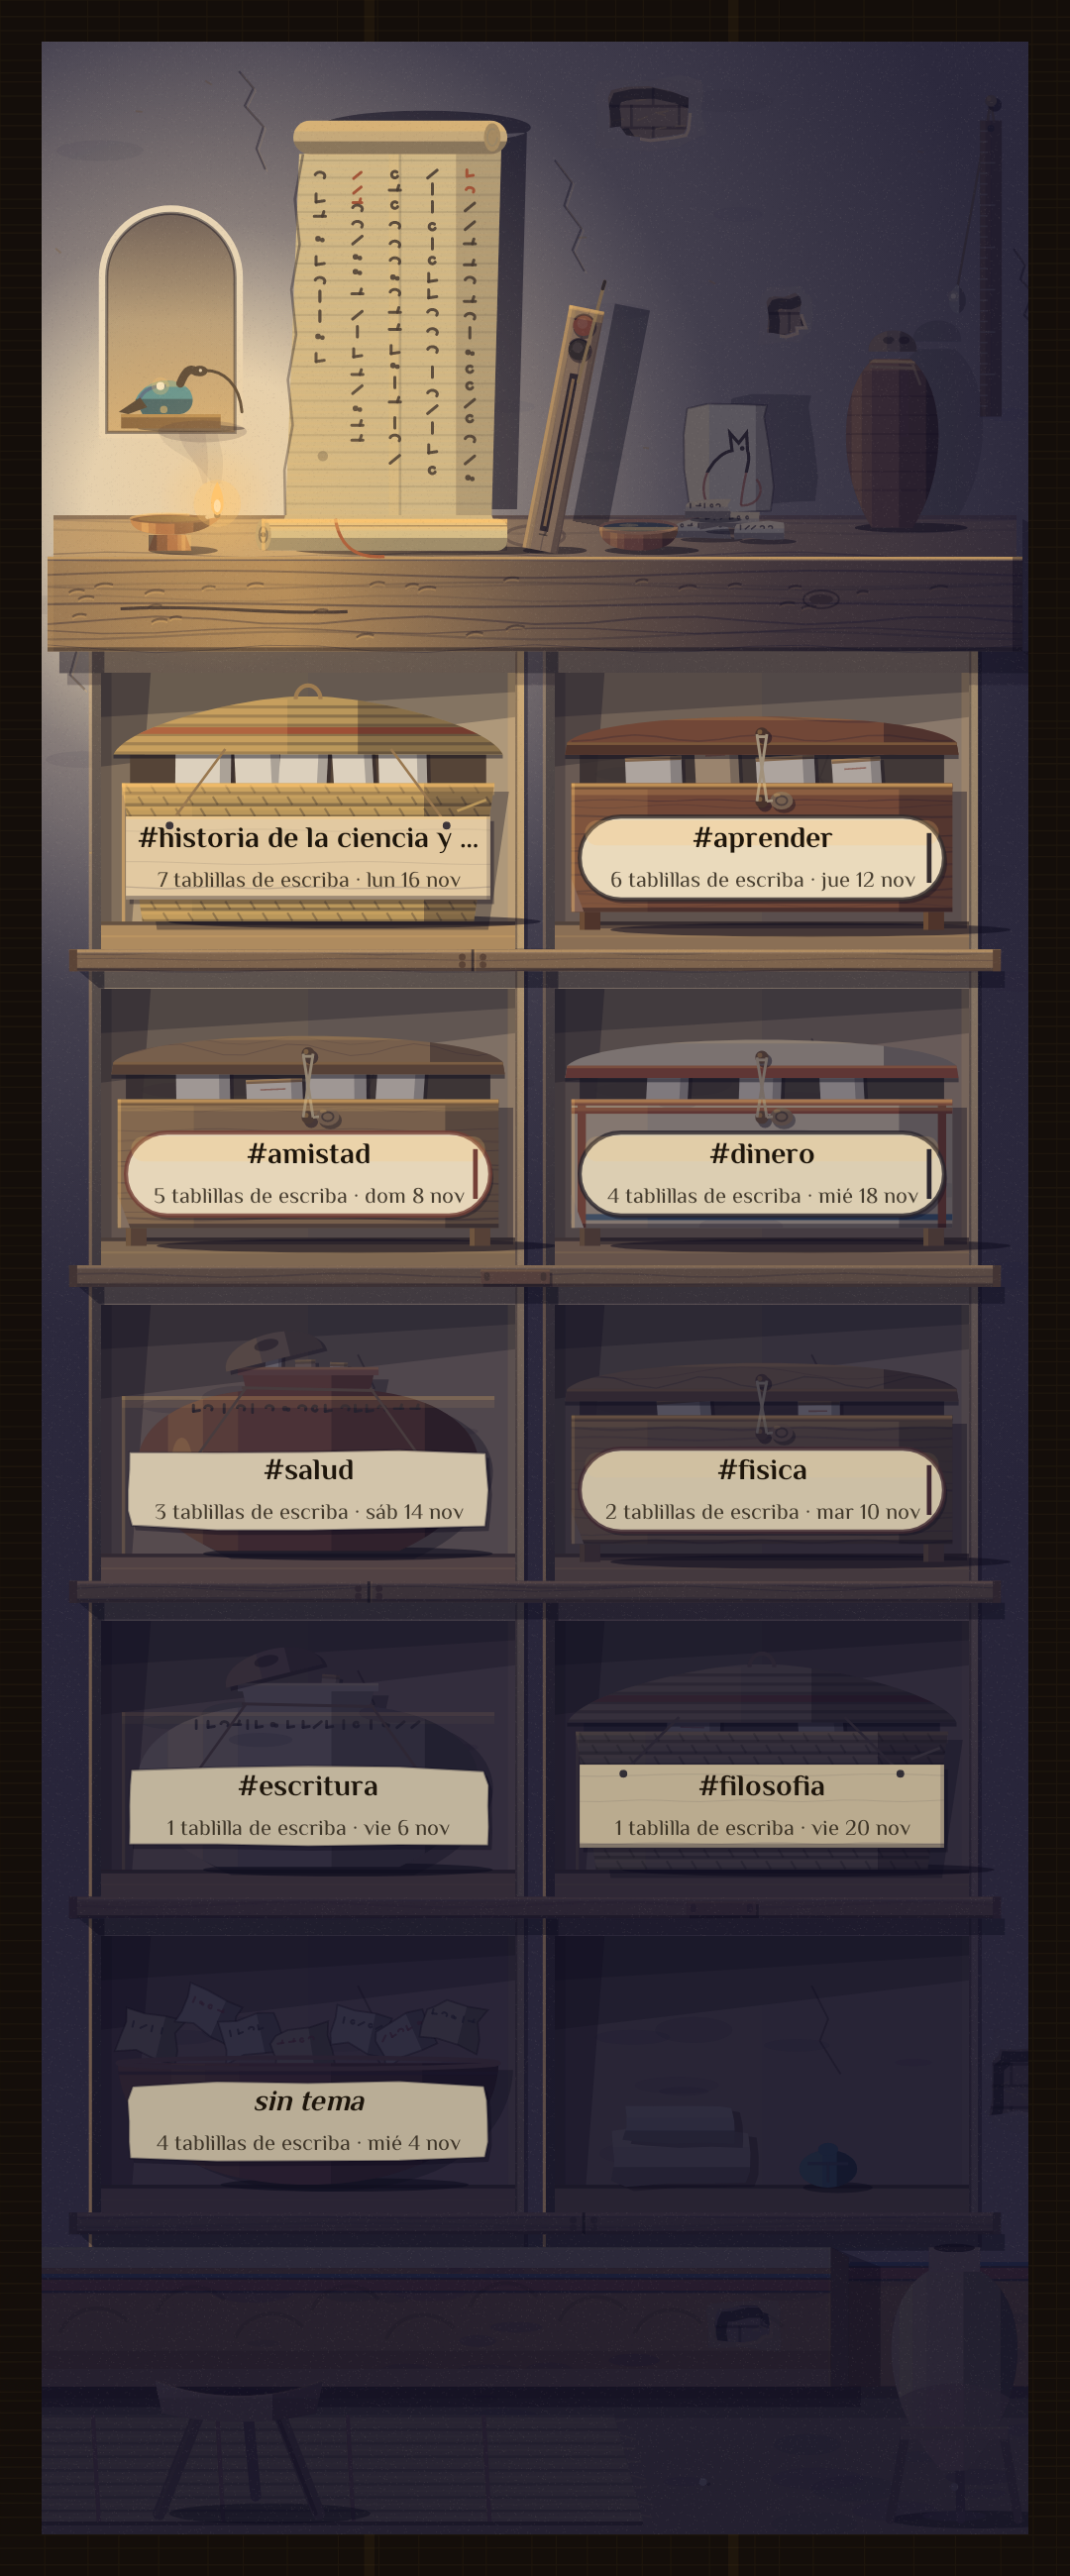 #historia de la ciencia y ...
7 tablillas de escriba · lun 16 nov
#aprender
6 tablillas de escriba · jue 12 nov
#amistad
5 tablillas de escriba · dom 8 nov
#dinero
4 tablillas de escriba · mié 18 nov
#salud
3 tablillas de escriba · sáb 14 nov
#fisica
2 tablillas de escriba · mar 10 nov
#escritura
1 tablilla de escriba · vie 6 nov
#filosofia
1 tablilla de escriba · vie 20 nov
sin tema
4 tablillas de escriba · mié 4 nov